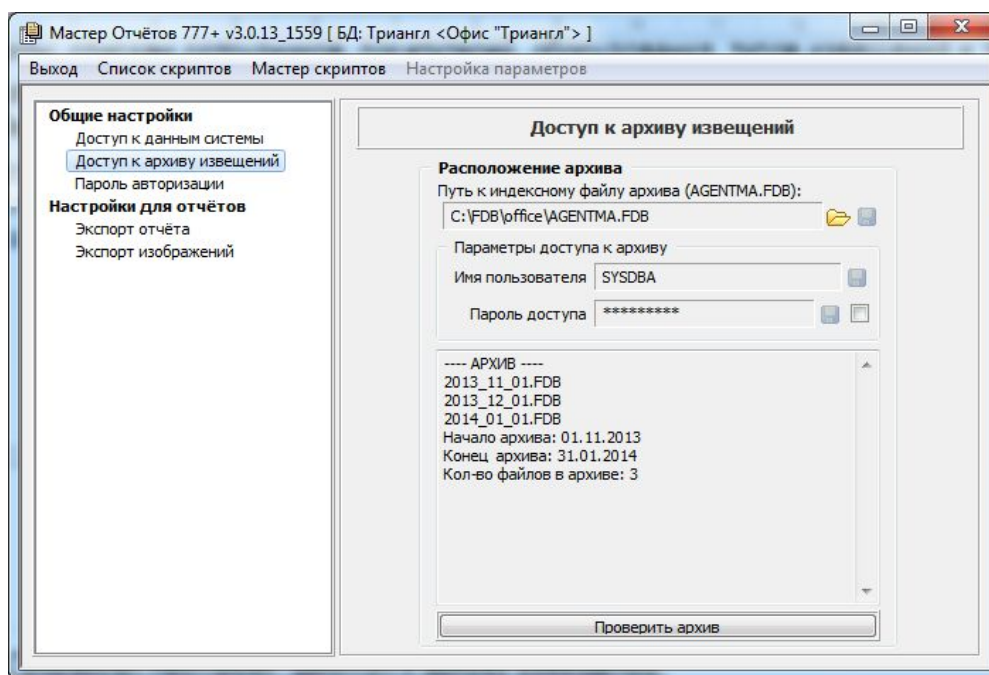 Мастер Отчётов 777+ v3.0.13_1559 [ БД: Триангл <Офис "Триангл"> ]
Выход Список скриптов Мастер скриптов Настройка параметров
Общие настройки
Доступ к данным системы
Доступ к архиву извещений
Пароль авторизации
Настройки для отчётов
Экспорт отчёта
Экспорт изображений
Доступ к архиву извещений
Расположение архива
Путь к индексному файлу архива (AGENTMA.FDB):
C:\FDB\office\AGENTMA.FDB
Параметры доступа к архиву
Имя пользователя SYSDBA
Пароль доступа *********
---- АРХИВ ----
2013_11_01.FDB
2013_12_01.FDB
2014_01_01.FDB
Начало архива: 01.11.2013
Конец архива: 31.01.2014
Кол-во файлов в архиве: 3
Проверить архив